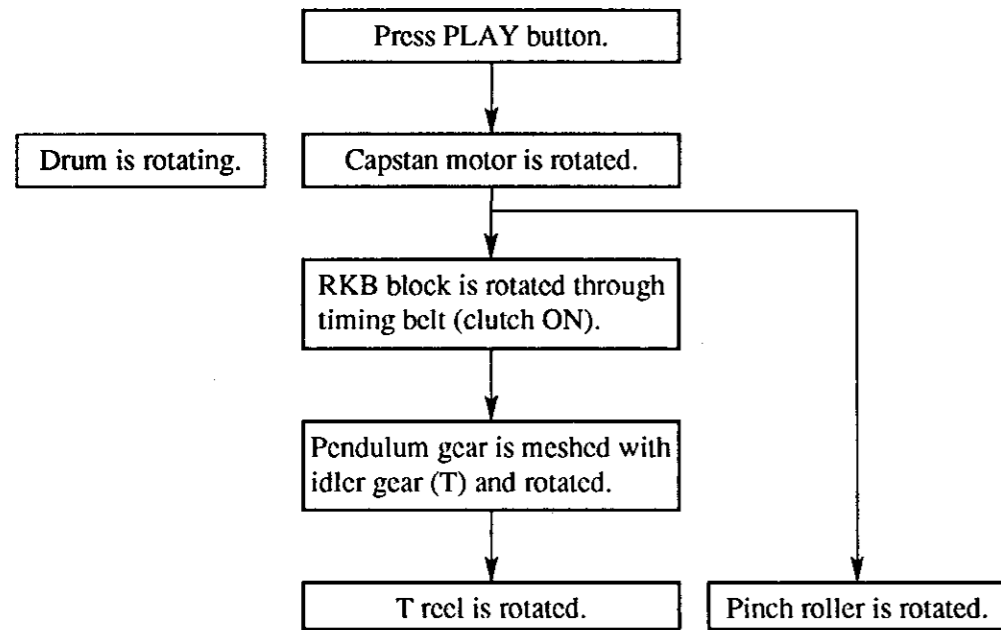 Press PLAY button.
Drum is rotating.
Capstan motor is rotated.
RKB block is rotated through
timing belt (clutch ON).
Pendulum gear is meshed with
idler gear (T) and rotated.
T reel is rotated.
Pinch roller is rotated.